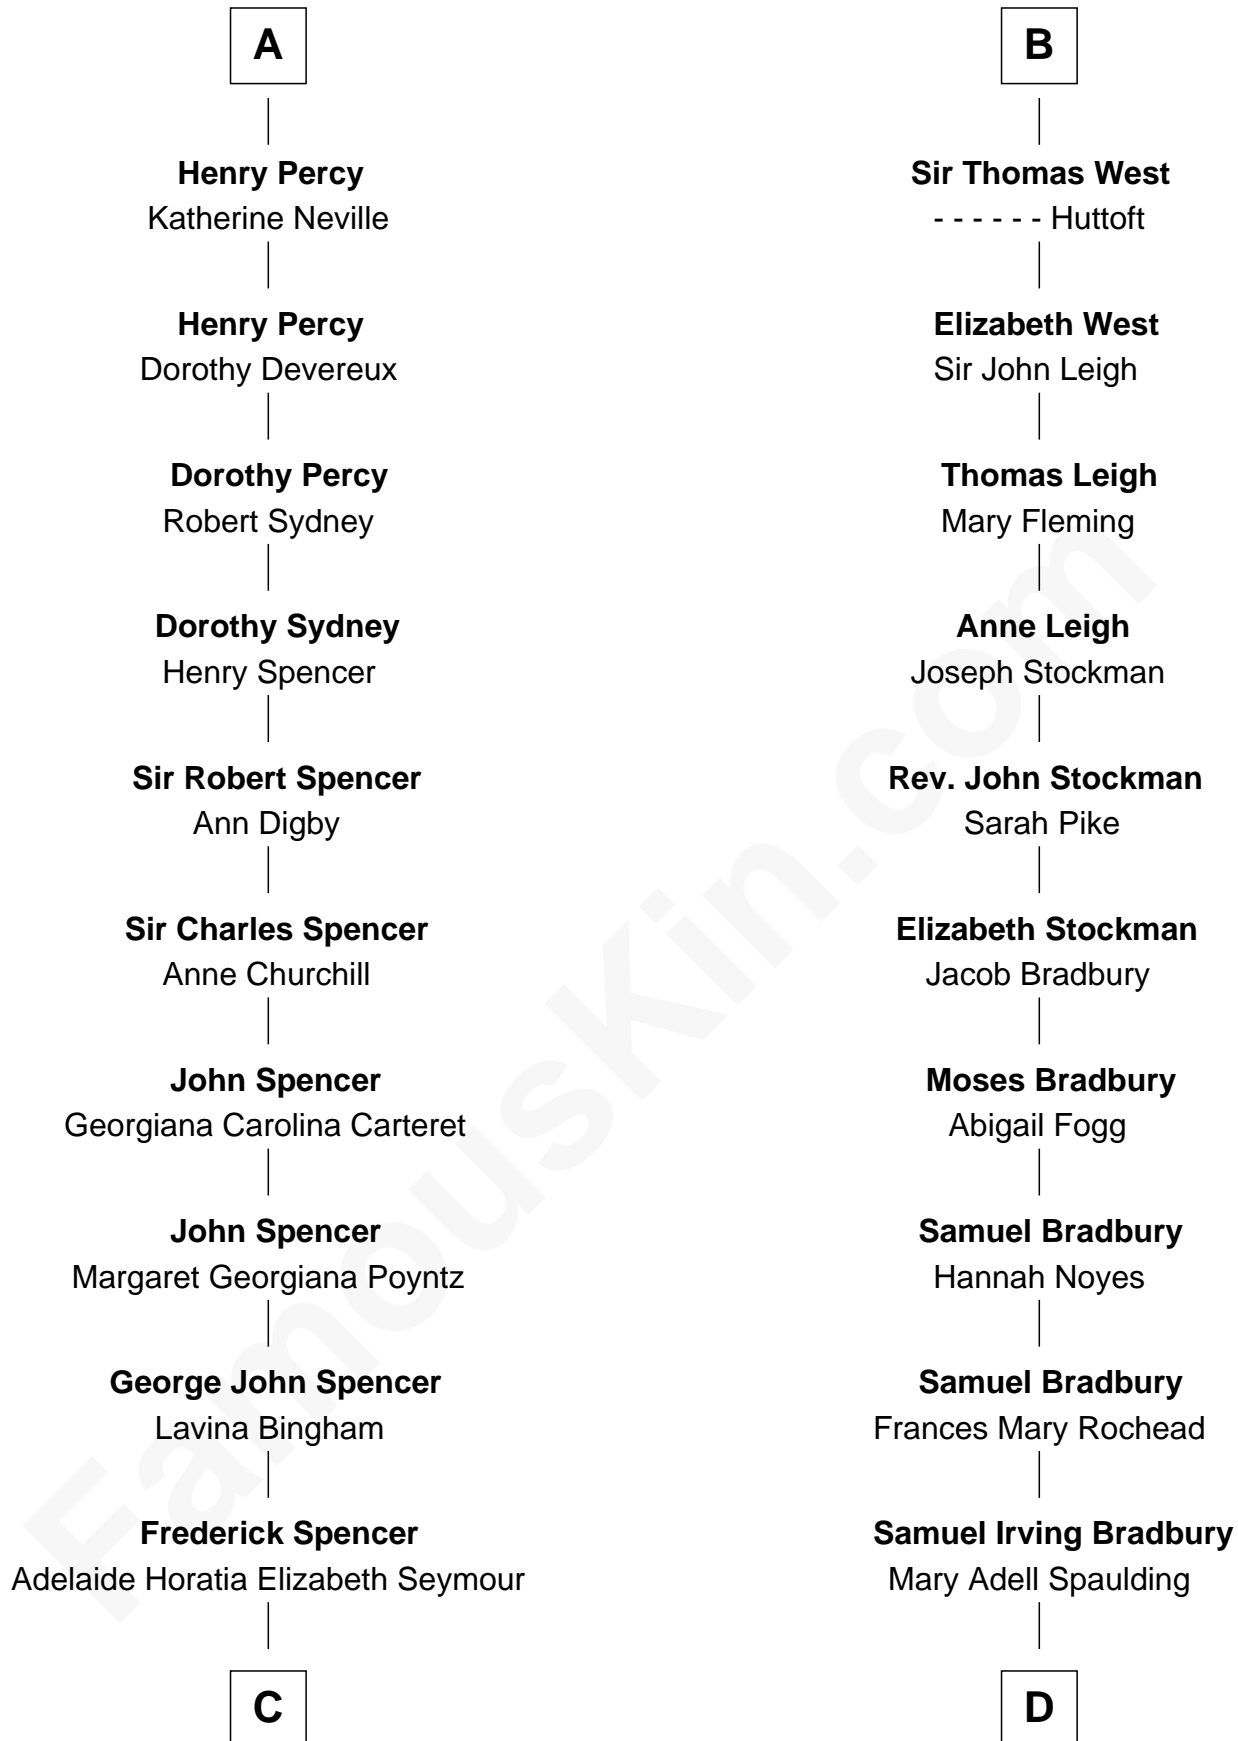 A
B
Henry Percy
Katherine Neville
Sir Thomas West
- - - - - - Huttoft
Henry Percy
Dorothy Devereux
Elizabeth West
Sir John Leigh
Dorothy Percy
Robert Sydney
Thomas Leigh
Mary Fleming
Dorothy Sydney
Henry Spencer
Anne Leigh
Joseph Stockman
Sir Robert Spencer
Ann Digby
Rev. John Stockman
Sarah Pike
Sir Charles Spencer
Anne Churchill
Elizabeth Stockman
Jacob Bradbury
John Spencer
Georgiana Carolina Carteret
Moses Bradbury
Abigail Fogg
John Spencer
Margaret Georgiana Poyntz
Samuel Bradbury
Hannah Noyes
George John Spencer
Lavina Bingham
Samuel Bradbury
Frances Mary Rochead
Frederick Spencer
Adelaide Horatia Elizabeth Seymour
Samuel Irving Bradbury
Mary Adell Spaulding
C
D
FamousKin.com